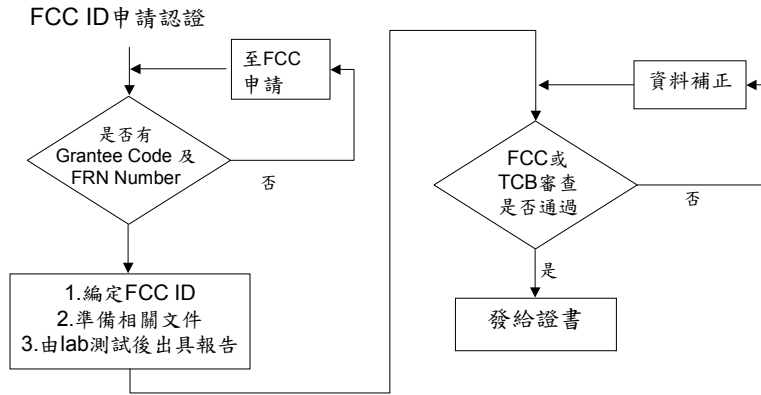 FCC ID申請認證
至FCC
申請
是否有
Grantee Code 及
FRN Number
否
1.編定FCC ID
2.準備相關文件
3.由lab測試後出具報告
資料補正
FCC或
TCB審查
是否通過
否
是
發給證書